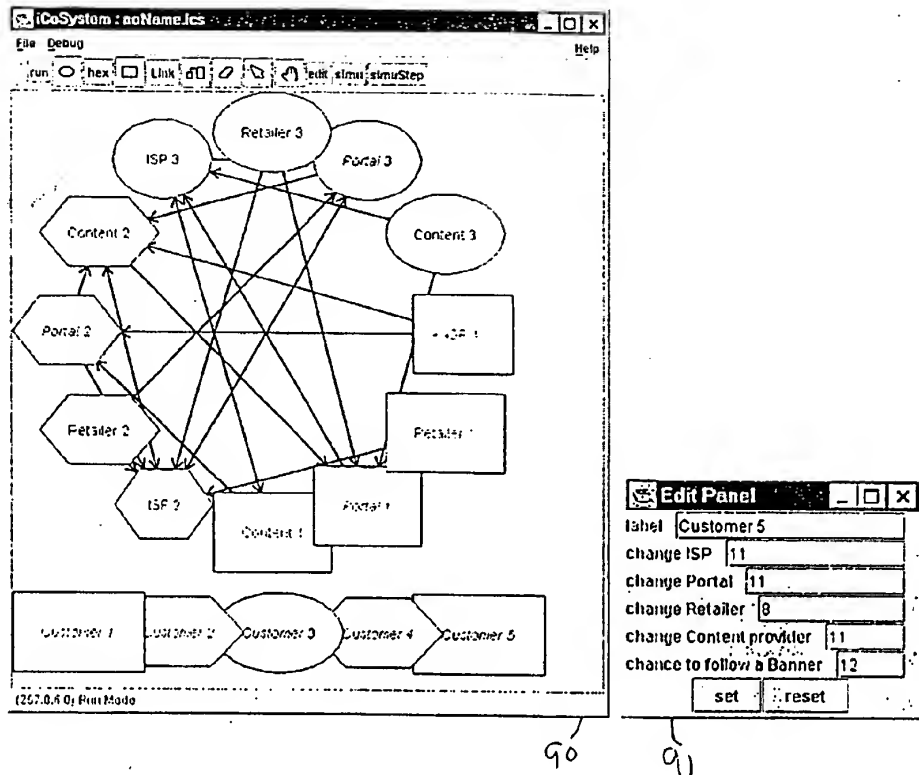 iCoSystem : noName.ics
File Debug Help
run hex Link edit simu simuStep
Retailer 3
ISP 3
Portal 3
Content 2
Content 3
Portal 2
Retailer 2
Retailer 1
ISP 2
Content 1
Portal 1
Customer 1 Customer 2 Customer 3 Customer 4 Customer 5
Run Mode
Edit Panel
label Customer 5
change ISP 11
change Portal 11
change Retailer 8
change Content provider 11
chance to follow a Banner 12
set reset
90 91